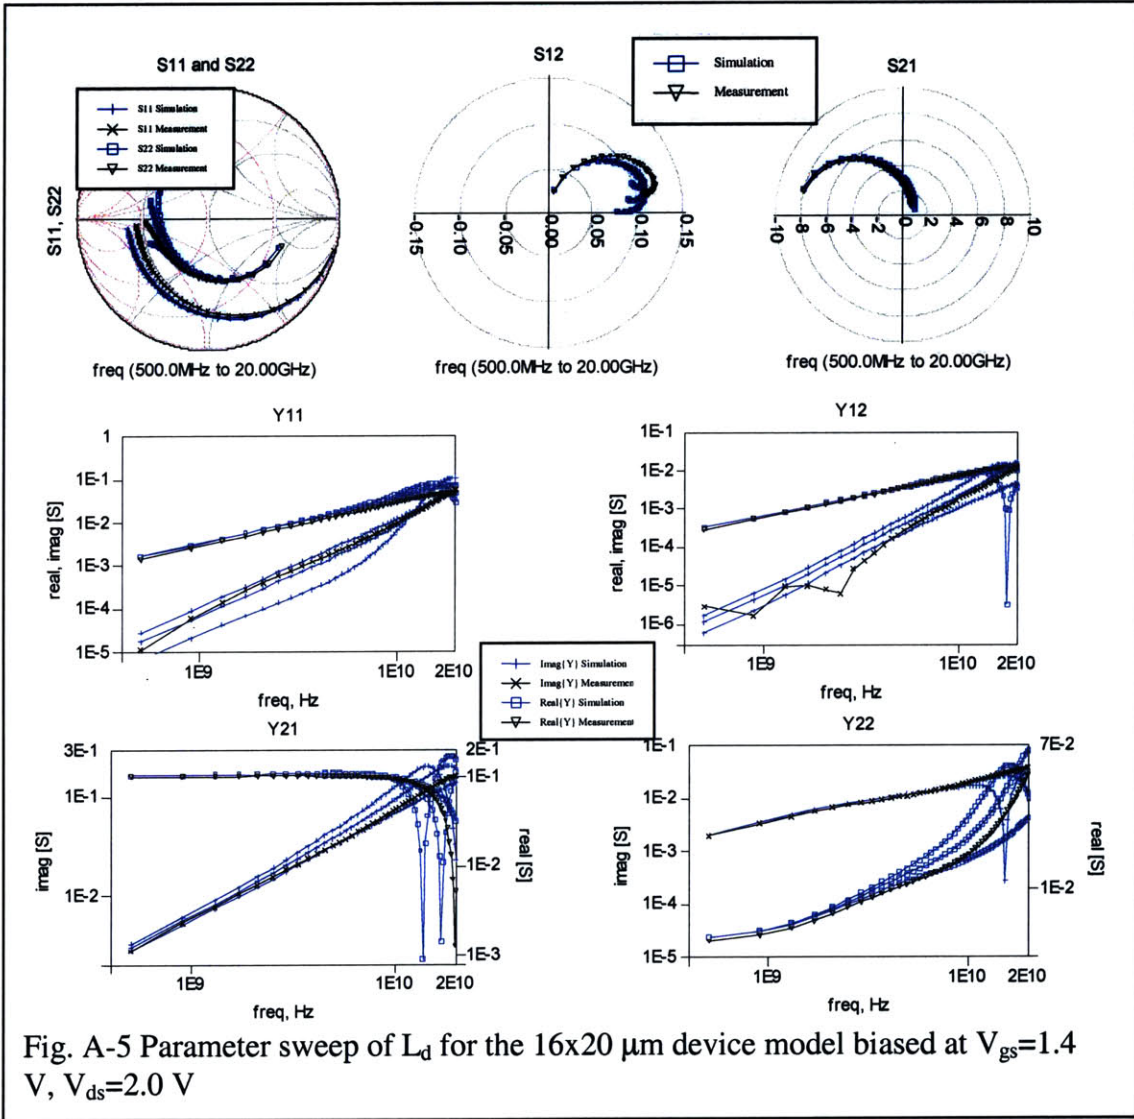 S11 and S22
S12
S21
S11 Simulation
S11 Measurement
S22 Simulation
S22 Measurement
Simulation
Measurement
S11, S22
-0.15
-0.10
-0.05
0.00
0.05
0.10
0.15
-10
-8
-6
-4
-2
0
2
4
6
8
10
freq (500.0MHz to 20.00GHz)
freq (500.0MHz to 20.00GHz)
freq (500.0MHz to 20.00GHz)
Y11
1
1E-1
1E-2
1E-3
1E-4
1E-5
real, imag [S]
1E9
1E10
2E10
freq, Hz
Y12
1E-1
1E-2
1E-3
1E-4
1E-5
1E-6
real, imag [S]
1E9
1E10
2E10
freq, Hz
Imag{Y} Simulation
Imag{Y} Measuremen
Real{Y} Simulation
Real{Y} Measurement
Y21
3E-1
1E-1
1E-2
imag [S]
2E-1
1E-1
1E-2
1E-3
real [S]
1E9
1E10
2E10
freq, Hz
Y22
1E-1
1E-2
1E-3
1E-4
1E-5
imag [S]
7E-2
1E-2
real [S]
1E9
1E10
2E10
freq, Hz
Fig. A-5 Parameter sweep of Ld for the 16x20 μm device model biased at Vgs=1.4
V, Vds=2.0 V